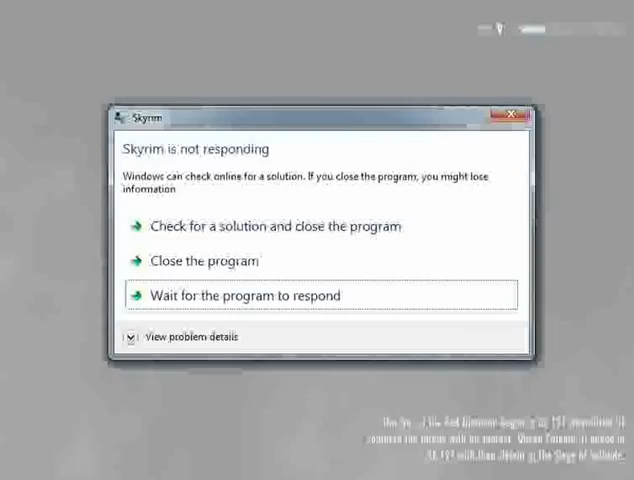 Skyrim
Skyrim is not responding
Windows can check online for a solution. If you close the program, you might lose
information
Check for a solution and close the program
Close the program
Wait for the program to respond
View problem details